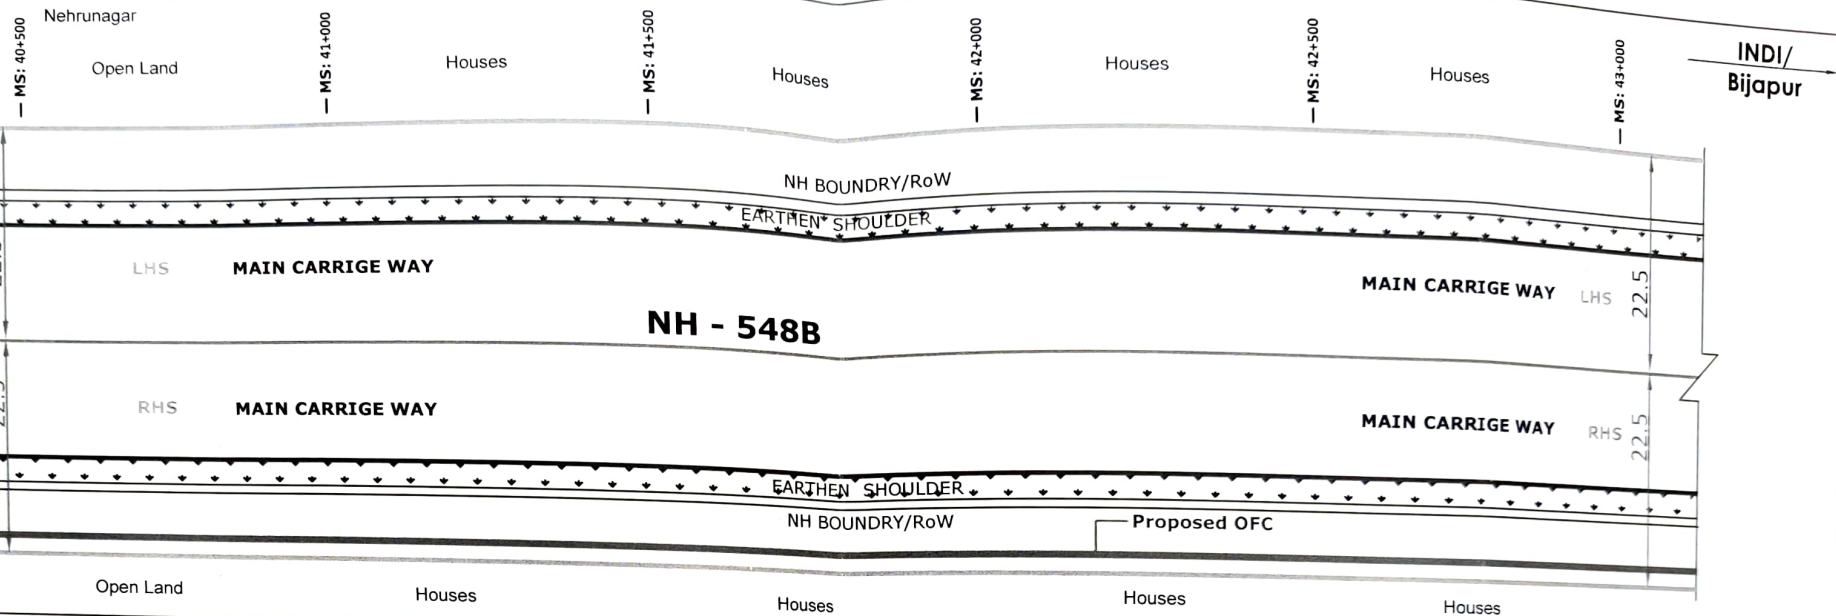 Nehrunagar
MS: 40+500
MS: 41+000
MS: 41+500
MS: 42+000
MS: 42+500
MS: 43+000
INDI/
Bijapur
Open Land
Houses
Houses
Houses
Houses
NH BOUNDRY/RoW
EARTHEN SHOULDER
LHS MAIN CARRIGE WAY
MAIN CARRIGE WAY LHS
22.5
NH - 548B
RHS MAIN CARRIGE WAY
MAIN CARRIGE WAY RHS
22.5
EARTHEN SHOULDER
NH BOUNDRY/RoW
Proposed OFC
Open Land
Houses
Houses
Houses
Houses